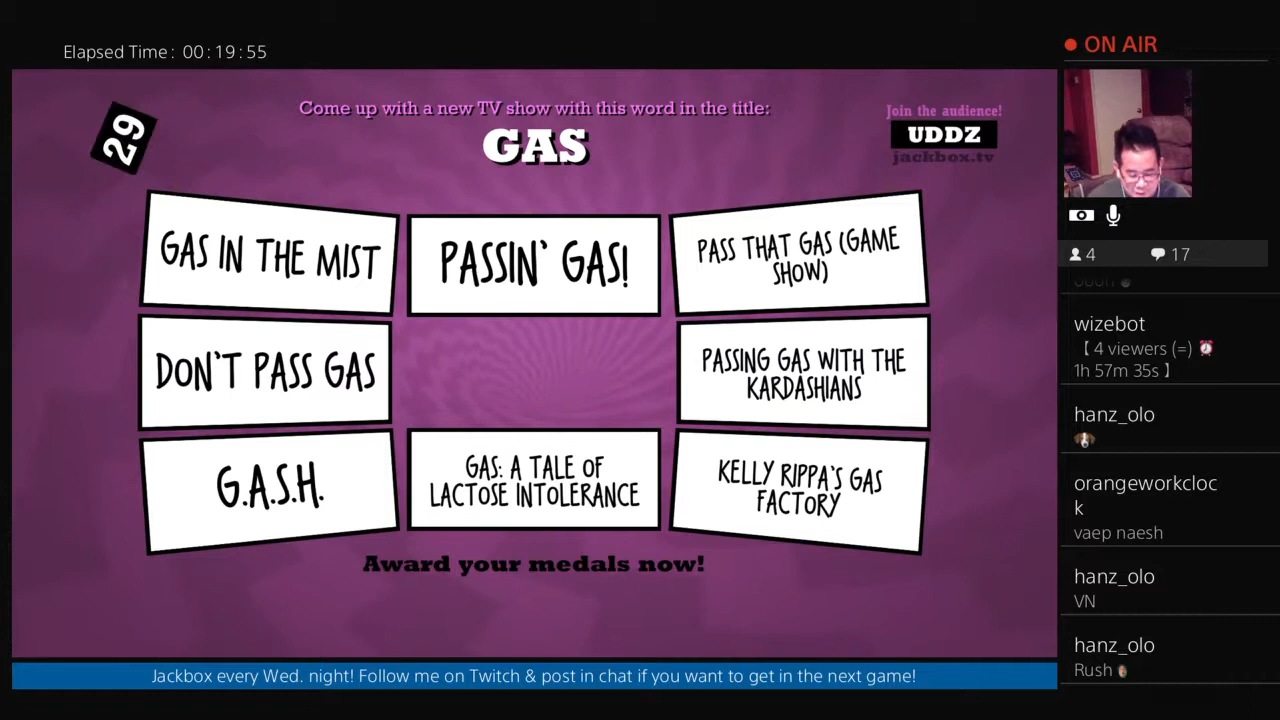 Elapsed Time: 00:19:55
ON AIR
29
Come up with a new TV show with this word in the title:
GAS
Join the audience!
UDDZ
jackbox.tv
GAS IN THE MIST
PASSIN' GAS!
PASS THAT GAS (GAME
SHOW)
DON'T PASS GAS
PASSING GAS WITH THE
KARDASHIANS
G.A.S.H.
GAS: A TALE OF
LACTOSE INTOLERANCE
KELLY RIPPA'S GAS
FACTORY
Award your medals now!
Jackbox every Wed. night! Follow me on Twitch & post in chat if you want to get in the next game!
4
17
wizebot
【 4 viewers (=) ⏰
1h 57m 35s 】
hanz_olo
🐶
orangeworkcloc
k
vaep naesh
hanz_olo
VN
hanz_olo
Rush